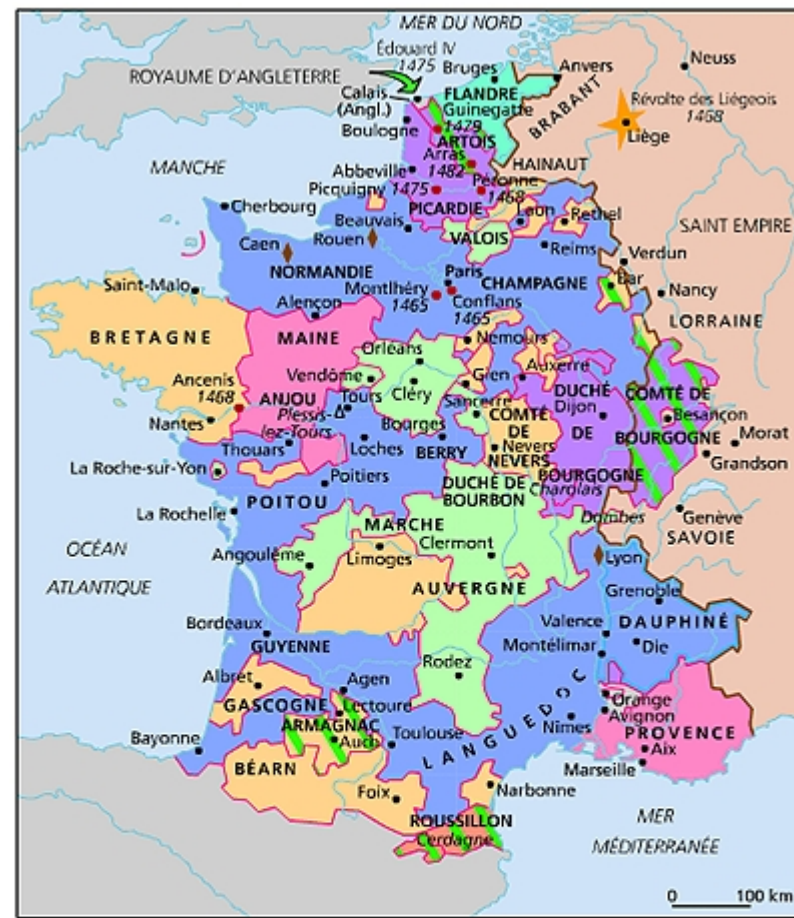 MER DU NORD
Édouard IV
1475
ROYAUME D'ANGLETERRE
Bruges
Anvers
Neuss
Calais
(Angl.)
FLANDRE
Guinegatte
1479
BRABANT
Révolte des Liégeois
1468
Liège
Boulogne
ARTOIS
Arras
1482
HAINAUT
MANCHE
Abbeville
Picquigny 1475
Péronne
1468
PICARDIE
Cherbourg
Beauvais
Laon
Rethel
SAINT EMPIRE
Caen
Rouen
VALOIS
Reims
Verdun
NORMANDIE
Paris
CHAMPAGNE
Bar
Nancy
Saint-Malo
Montlhéry
1465
Conflans
1465
Alençon
LORRAINE
BRETAGNE
MAINE
Nemours
Orléans
Vendôme
Gien
Auxerre
Ancenis
1468
ANJOU
Cléry
Tours
Sancerre
DUCHÉ
DE
BOURGOGNE
Dijon
COMTÉ DE
BOURGOGNE
Besançon
Nantes
Plessis-
lez-Tours
Bourges
COMTÉ
DE
NEVERS
Nevers
Morat
Thouars
Loches
BERRY
Grandson
La Roche-sur-Yon
Poitiers
DUCHÉ DE
BOURBON
Charolais
POITOU
Dombes
Genève
La Rochelle
MARCHE
SAVOIE
OCÉAN
ATLANTIQUE
Angoulême
Limoges
Clermont
Lyon
AUVERGNE
Grenoble
Bordeaux
Valence
DAUPHINÉ
GUYENNE
Montélimar
Die
Albret
Agen
Rodez
GASCOGNE
Lectoure
Orange
Avignon
ARMAGNAC
Auch
Toulouse
LANGUEDOC
Nîmes
PROVENCE
Aix
Bayonne
BÉARN
Marseille
Foix
Narbonne
ROUSSILLON
Cerdagne
MER
MÉDITERRANÉE
0 100 km